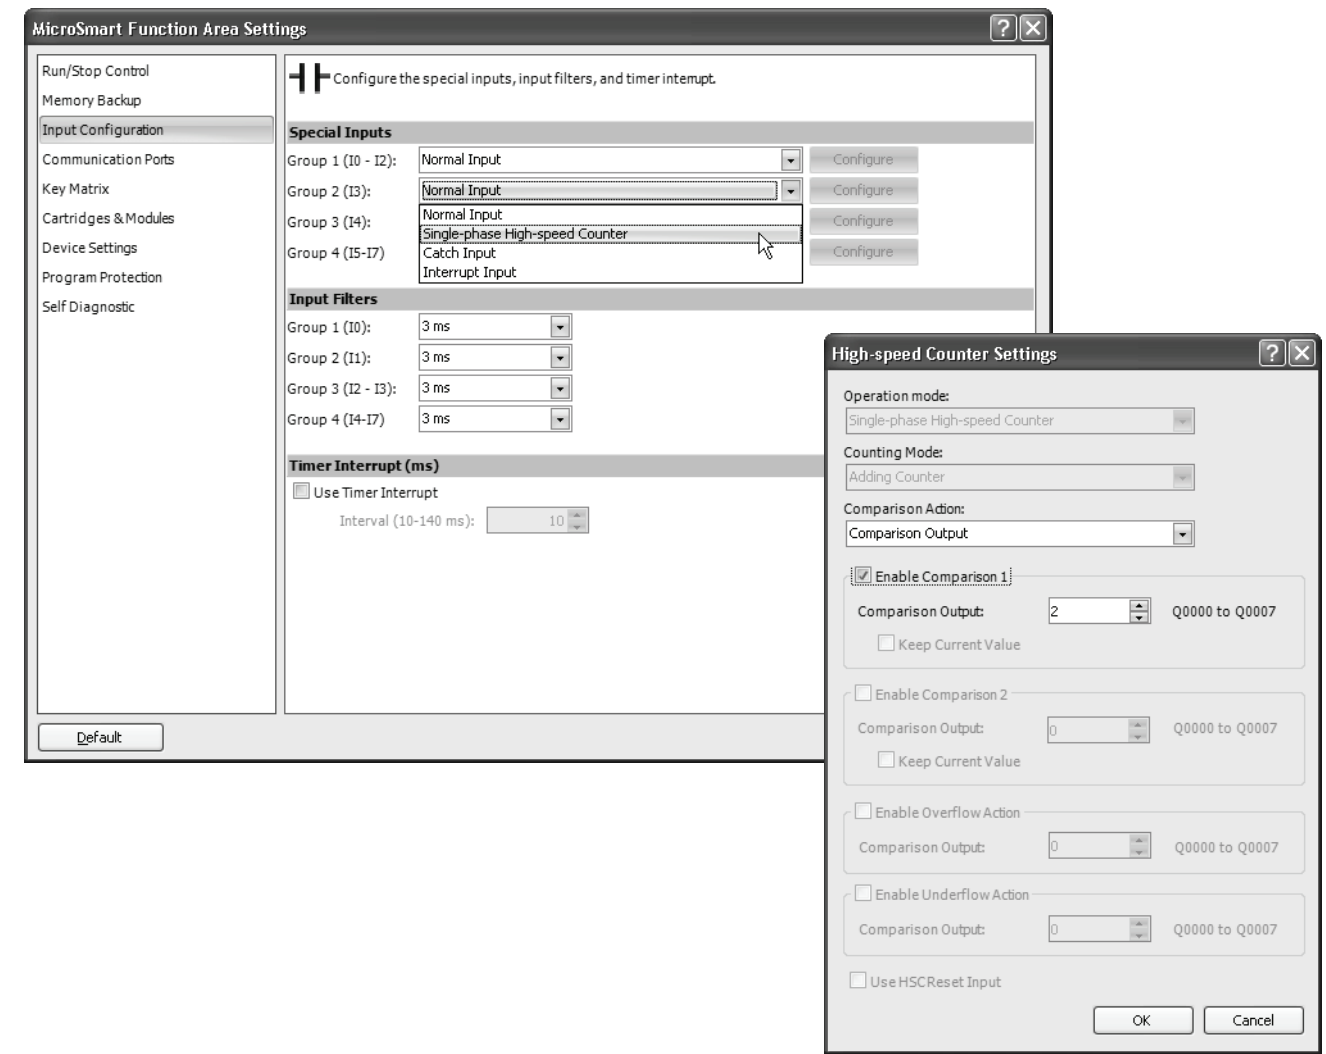 MicroSmart Function Area Settings
Run/Stop Control
Memory Backup
Input Configuration
Communication Ports
Key Matrix
Cartridges & Modules
Device Settings
Program Protection
Self Diagnostic
Default
Configure the special inputs, input filters, and timer interrupt.
Special Inputs
Group 1 (I0 - I2): Normal Input Configure
Group 2 (I3): Normal Input Configure
Normal Input
Group 3 (I4): Configure
Single-phase High-speed Counter
Group 4 (I5-I7) Catch Input Configure
Interrupt Input
Input Filters
Group 1 (I0): 3 ms
Group 2 (I1): 3 ms
Group 3 (I2 - I3): 3 ms
Group 4 (I4-I7) 3 ms
Timer Interrupt (ms)
Use Timer Interrupt
Interval (10-140 ms): 10
High-speed Counter Settings
Operation mode:
Single-phase High-speed Counter
Counting Mode:
Adding Counter
Comparison Action:
Comparison Output
Enable Comparison 1
Comparison Output: 2 Q0000 to Q0007
Keep Current Value
Enable Comparison 2
Comparison Output: 0 Q0000 to Q0007
Keep Current Value
Enable Overflow Action
Comparison Output: 0 Q0000 to Q0007
Enable Underflow Action
Comparison Output: 0 Q0000 to Q0007
Use HSC Reset Input
OK Cancel